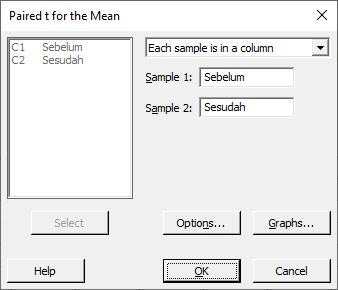 Paired t for the Mean
C1 Sebelum
C2 Sesudah
Each sample is in a column
Sample 1: Sebelum
Sample 2: Sesudah
Select
Options...
Graphs...
Help
OK
Cancel